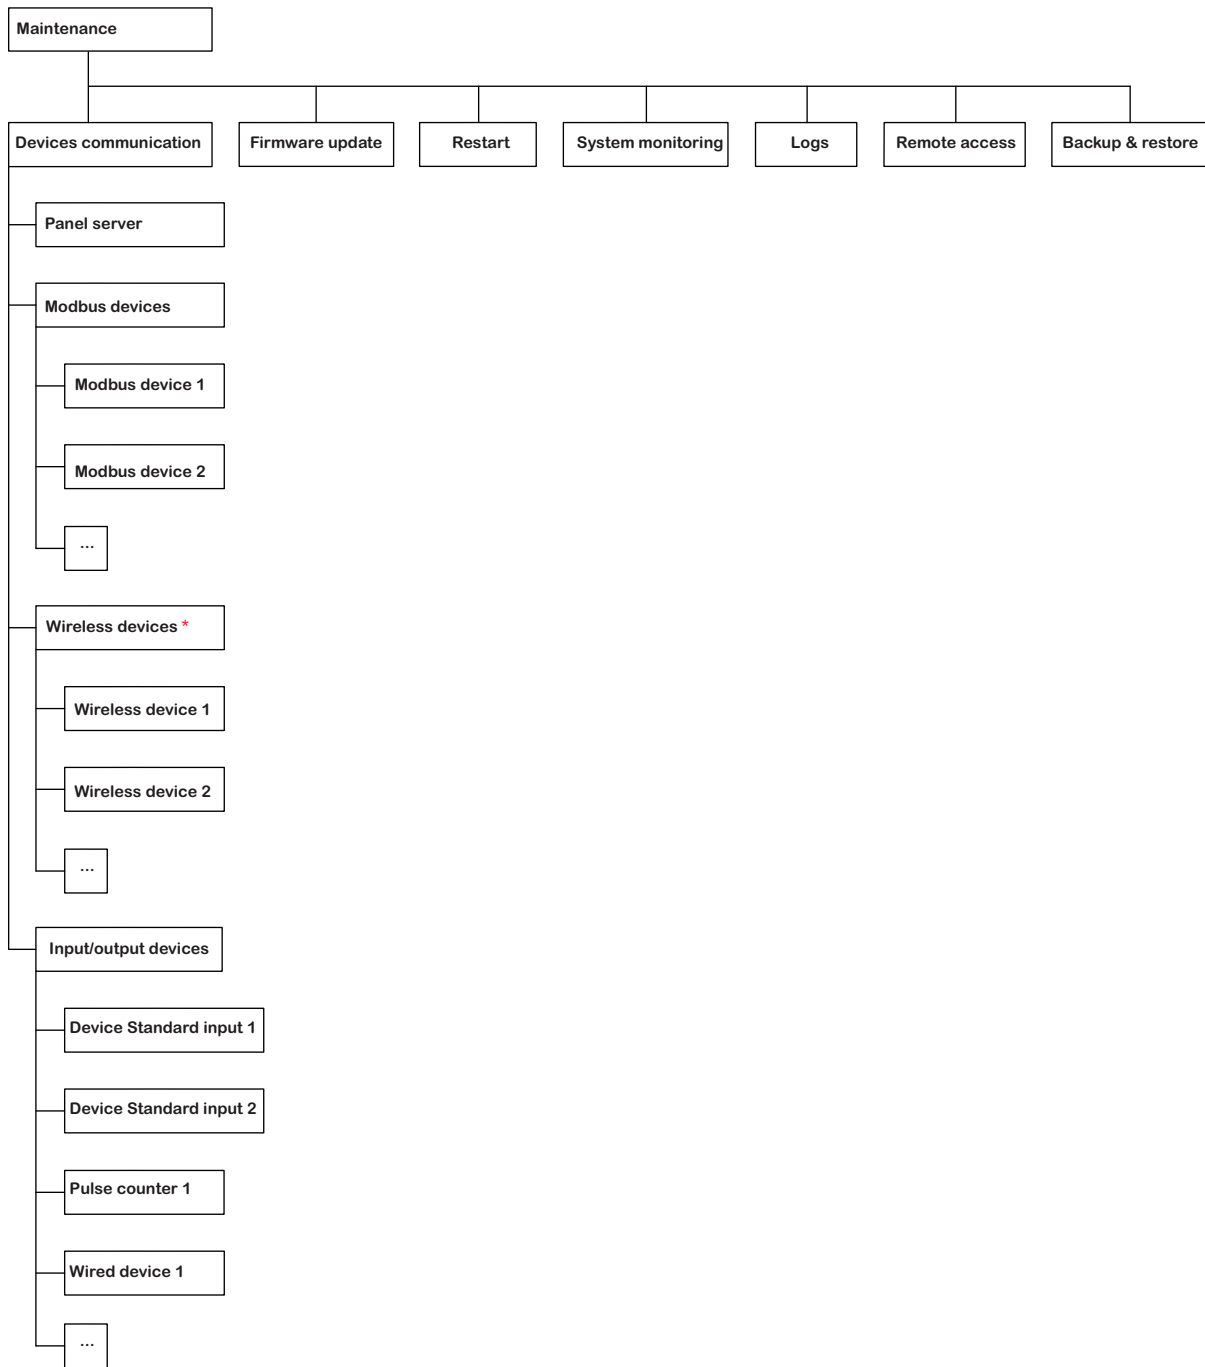 Maintenance
Devices communication
Firmware update
Restart
System monitoring
Logs
Remote access
Backup & restore
Panel server
Modbus devices
Modbus device 1
Modbus device 2
...
Wireless devices *
Wireless device 1
Wireless device 2
...
Input/output devices
Device Standard input 1
Device Standard input 2
Pulse counter 1
Wired device 1
...